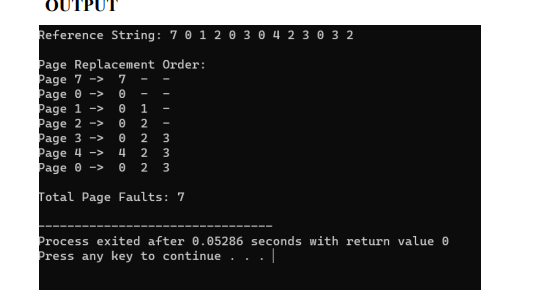 OUTPUT
Reference String: 7 0 1 2 0 3 0 4 2 3 0 3 2
Page Replacement Order:
Page 7 -> 7 - -
Page 0 -> 0 - -
Page 1 -> 0 1 -
Page 2 -> 0 2 -
Page 3 -> 0 2 3
Page 4 -> 4 2 3
Page 0 -> 0 2 3
Total Page Faults: 7
--------------------------------
Process exited after 0.05286 seconds with return value 0
Press any key to continue . . .